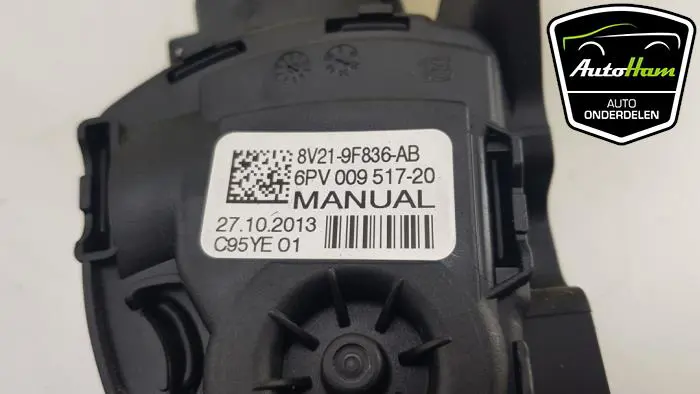 8V21-9F836-AB
6PV 009 517-20
MANUAL
27.10.2013
C95YE 01
AutoHam
AUTO
ONDERDELEN